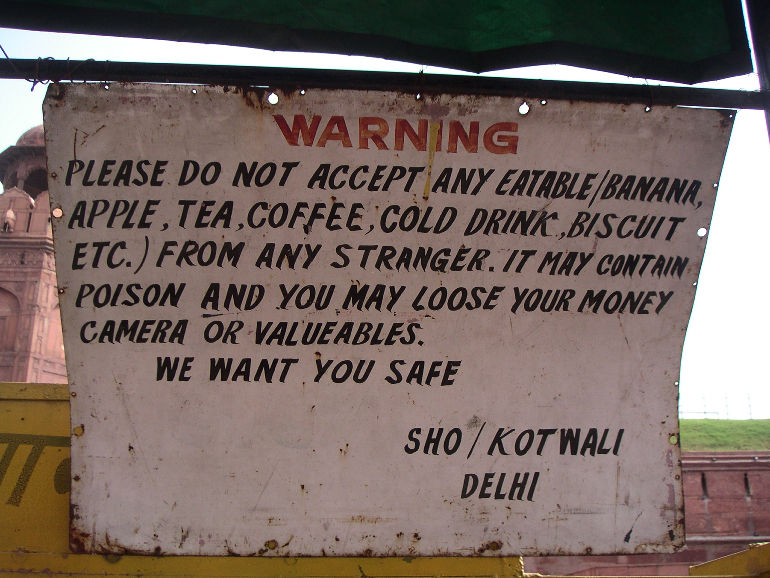 WARNING
PLEASE DO NOT ACCEPT ANY EATABLE/BANANA,
APPLE, TEA, COFFEE, COLD DRINK, BISCUIT
ETC.) FROM ANY STRANGER. IT MAY CONTAIN
POISON AND YOU MAY LOOSE YOUR MONEY
CAMERA OR VALUEABLES.
WE WANT YOU SAFE
SHO/KOTWALI
DELHI